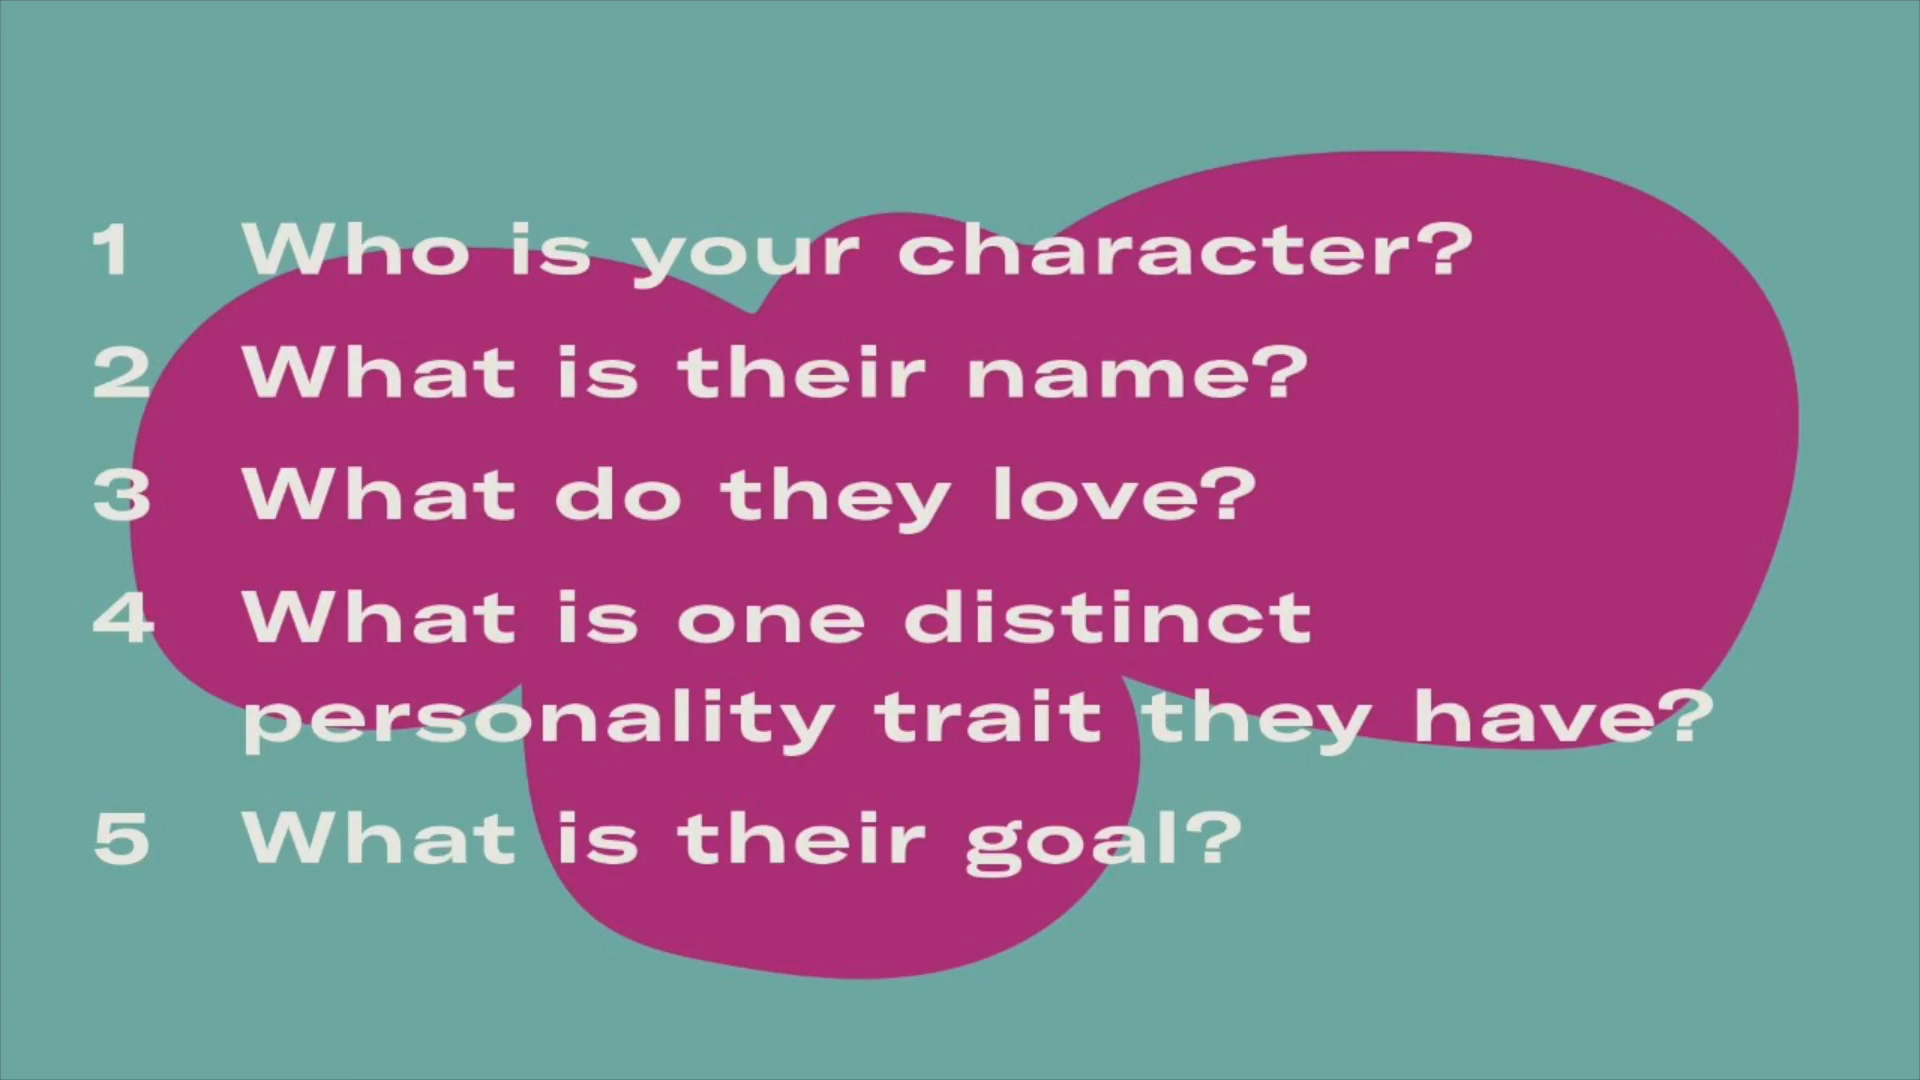 1 Who is your character?
2 What is their name?
3 What do they love?
4 What is one distinct
personality trait they have?
5 What is their goal?